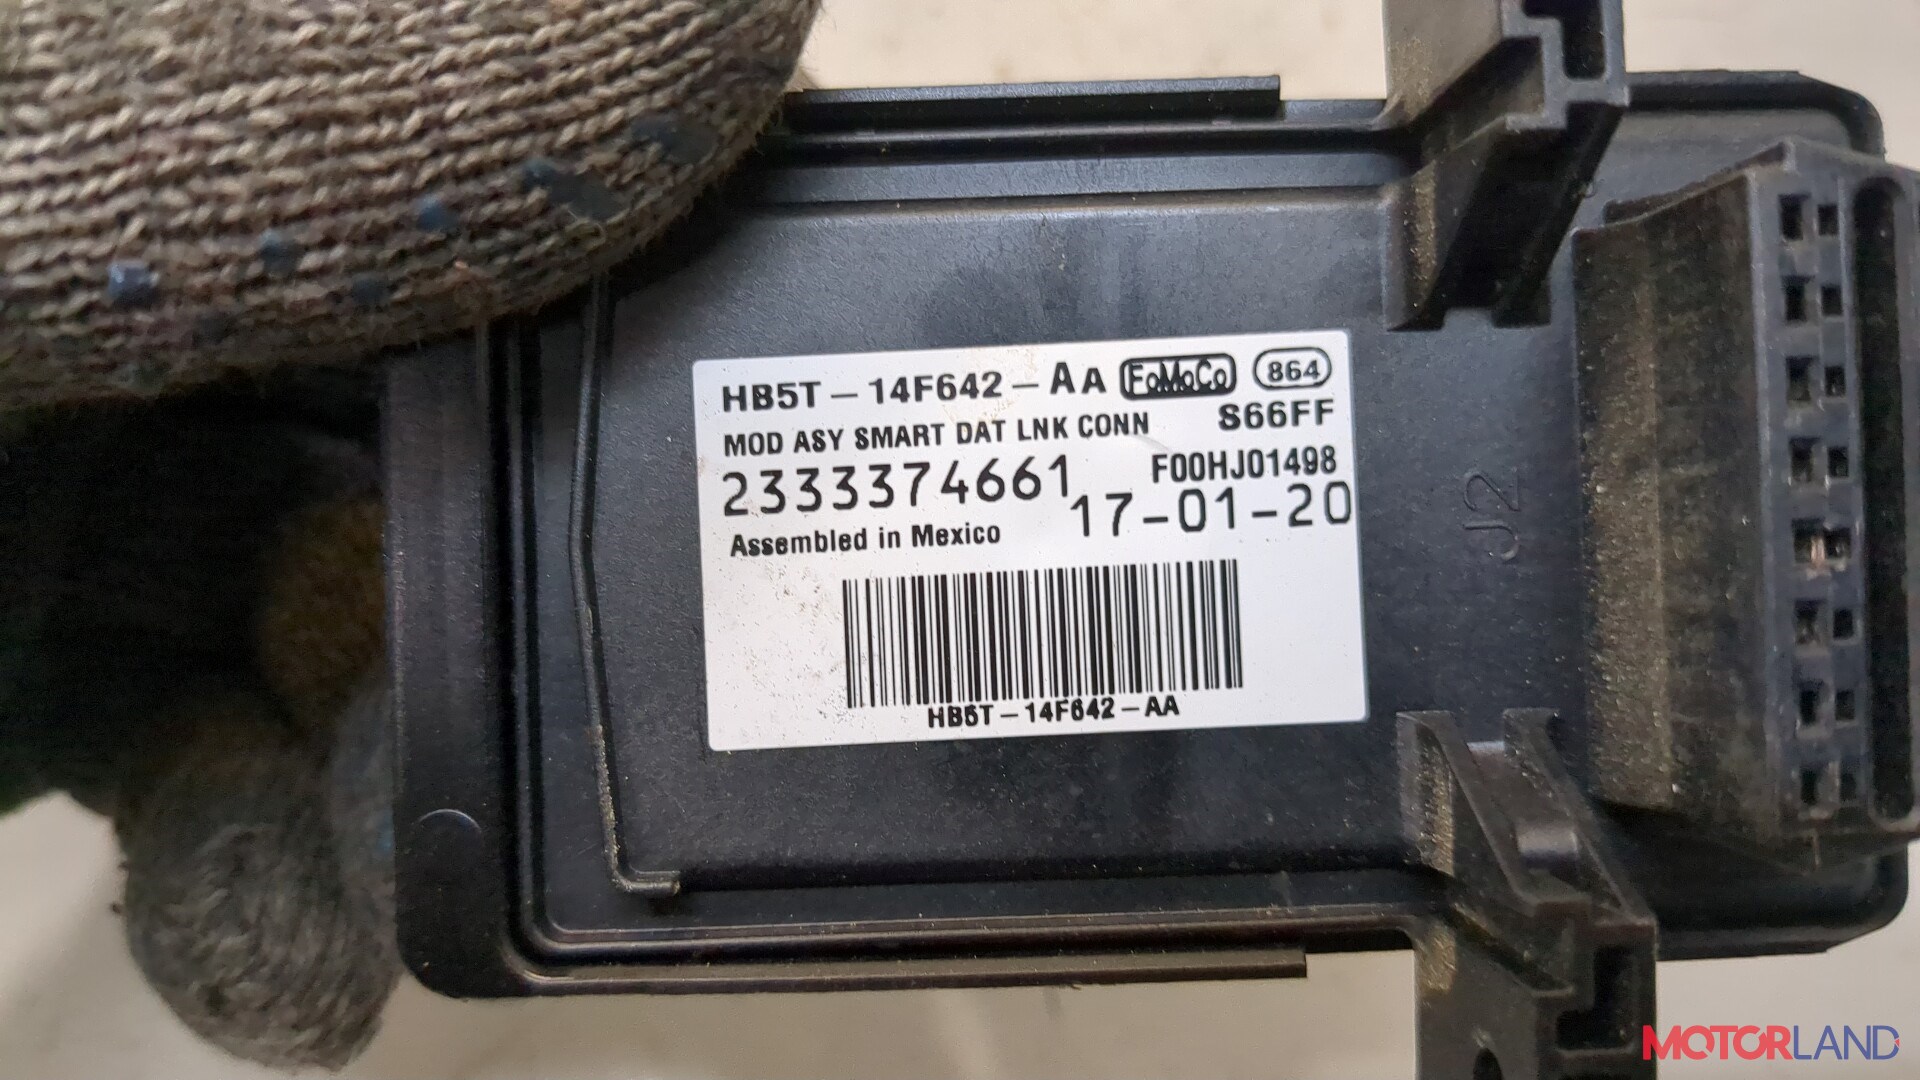 HB5T-14F642-AA FoMoCo 864
MOD ASY SMART DAT LNK CONN S66FF
2333374661 F00HJ01498
17-01-20
Assembled in Mexico
HB5T-14F642-AA
J2
MOTORLAND